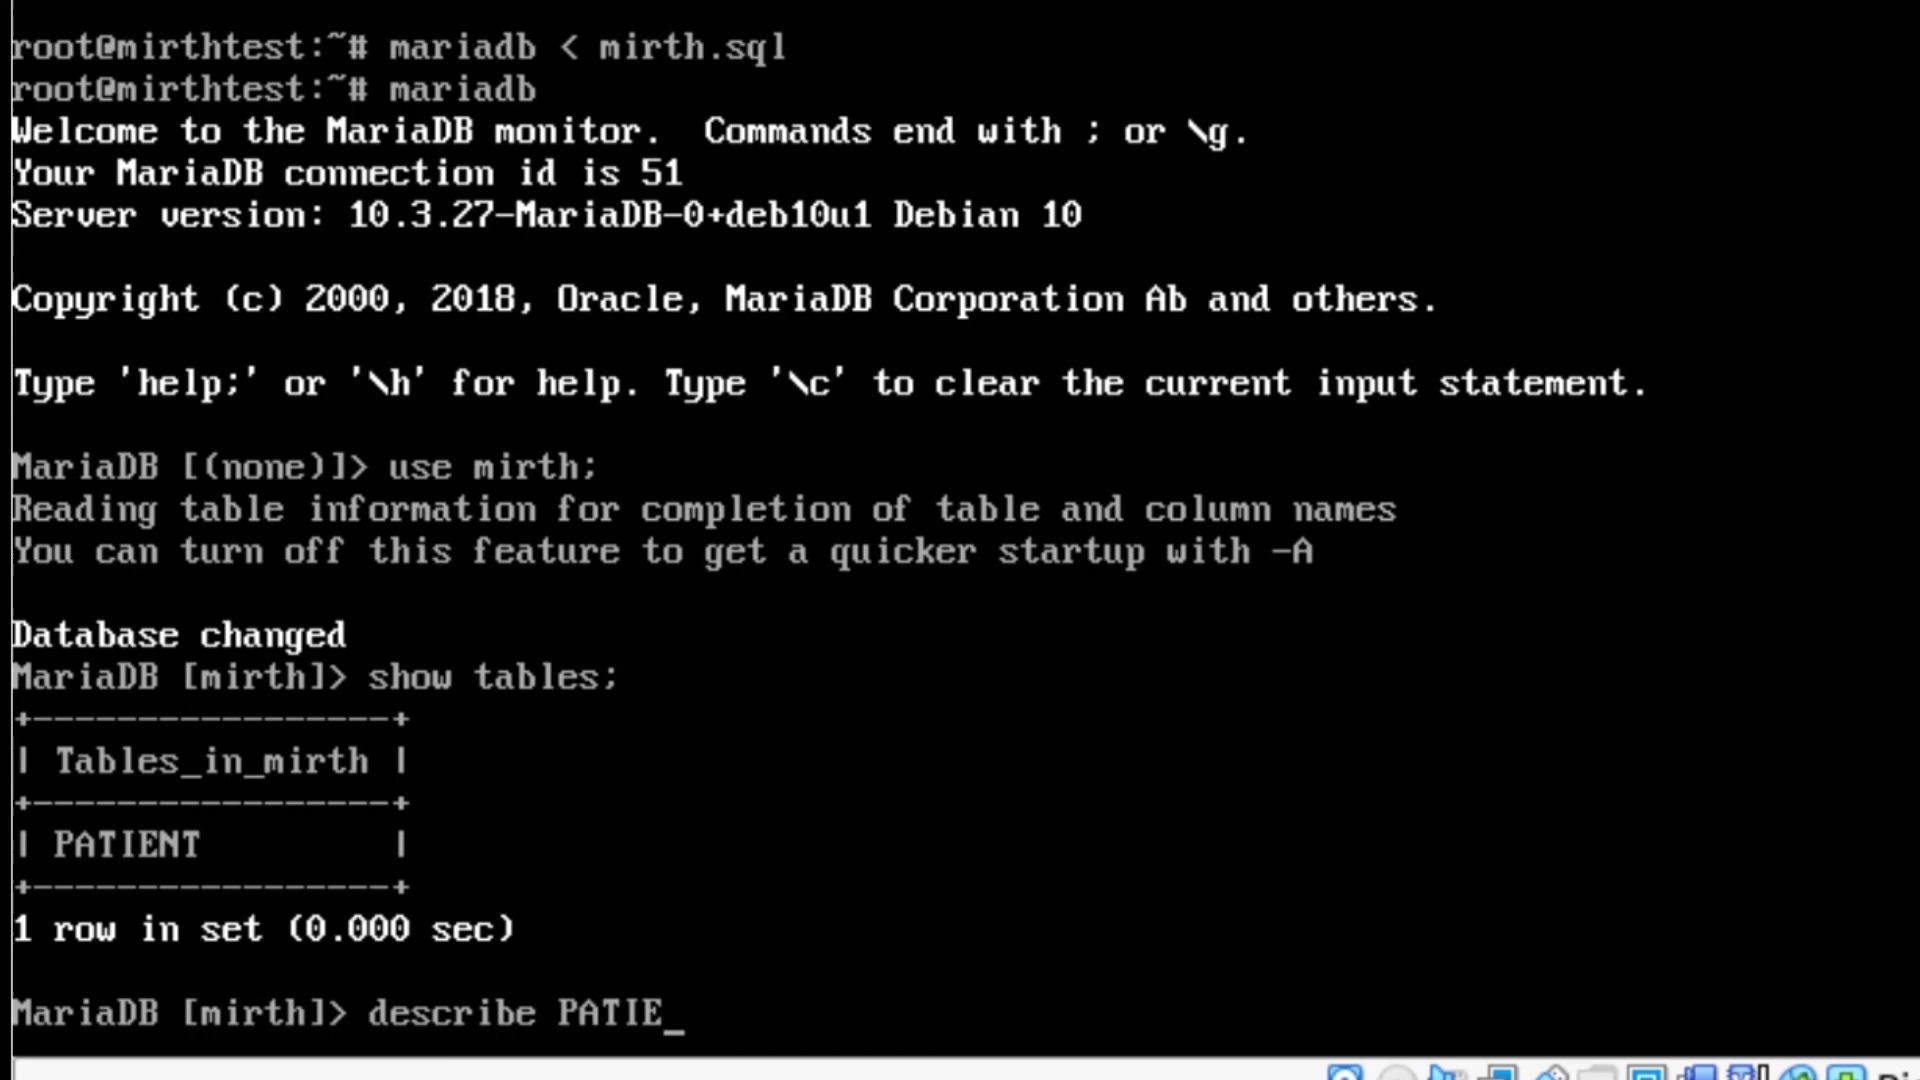 root@mirthtest:~# mariadb < mirth.sql
root@mirthtest:~# mariadb
Welcome to the MariaDB monitor.  Commands end with ; or \g.
Your MariaDB connection id is 51
Server version: 10.3.27-MariaDB-0+deb10u1 Debian 10

Copyright (c) 2000, 2018, Oracle, MariaDB Corporation Ab and others.

Type 'help;' or '\h' for help. Type '\c' to clear the current input statement.

MariaDB [(none)]> use mirth;
Reading table information for completion of table and column names
You can turn off this feature to get a quicker startup with -A

Database changed
MariaDB [mirth]> show tables;
+-----------------+
| Tables_in_mirth |
+-----------------+
| PATIENT         |
+-----------------+
1 row in set (0.000 sec)

MariaDB [mirth]> describe PATIE_